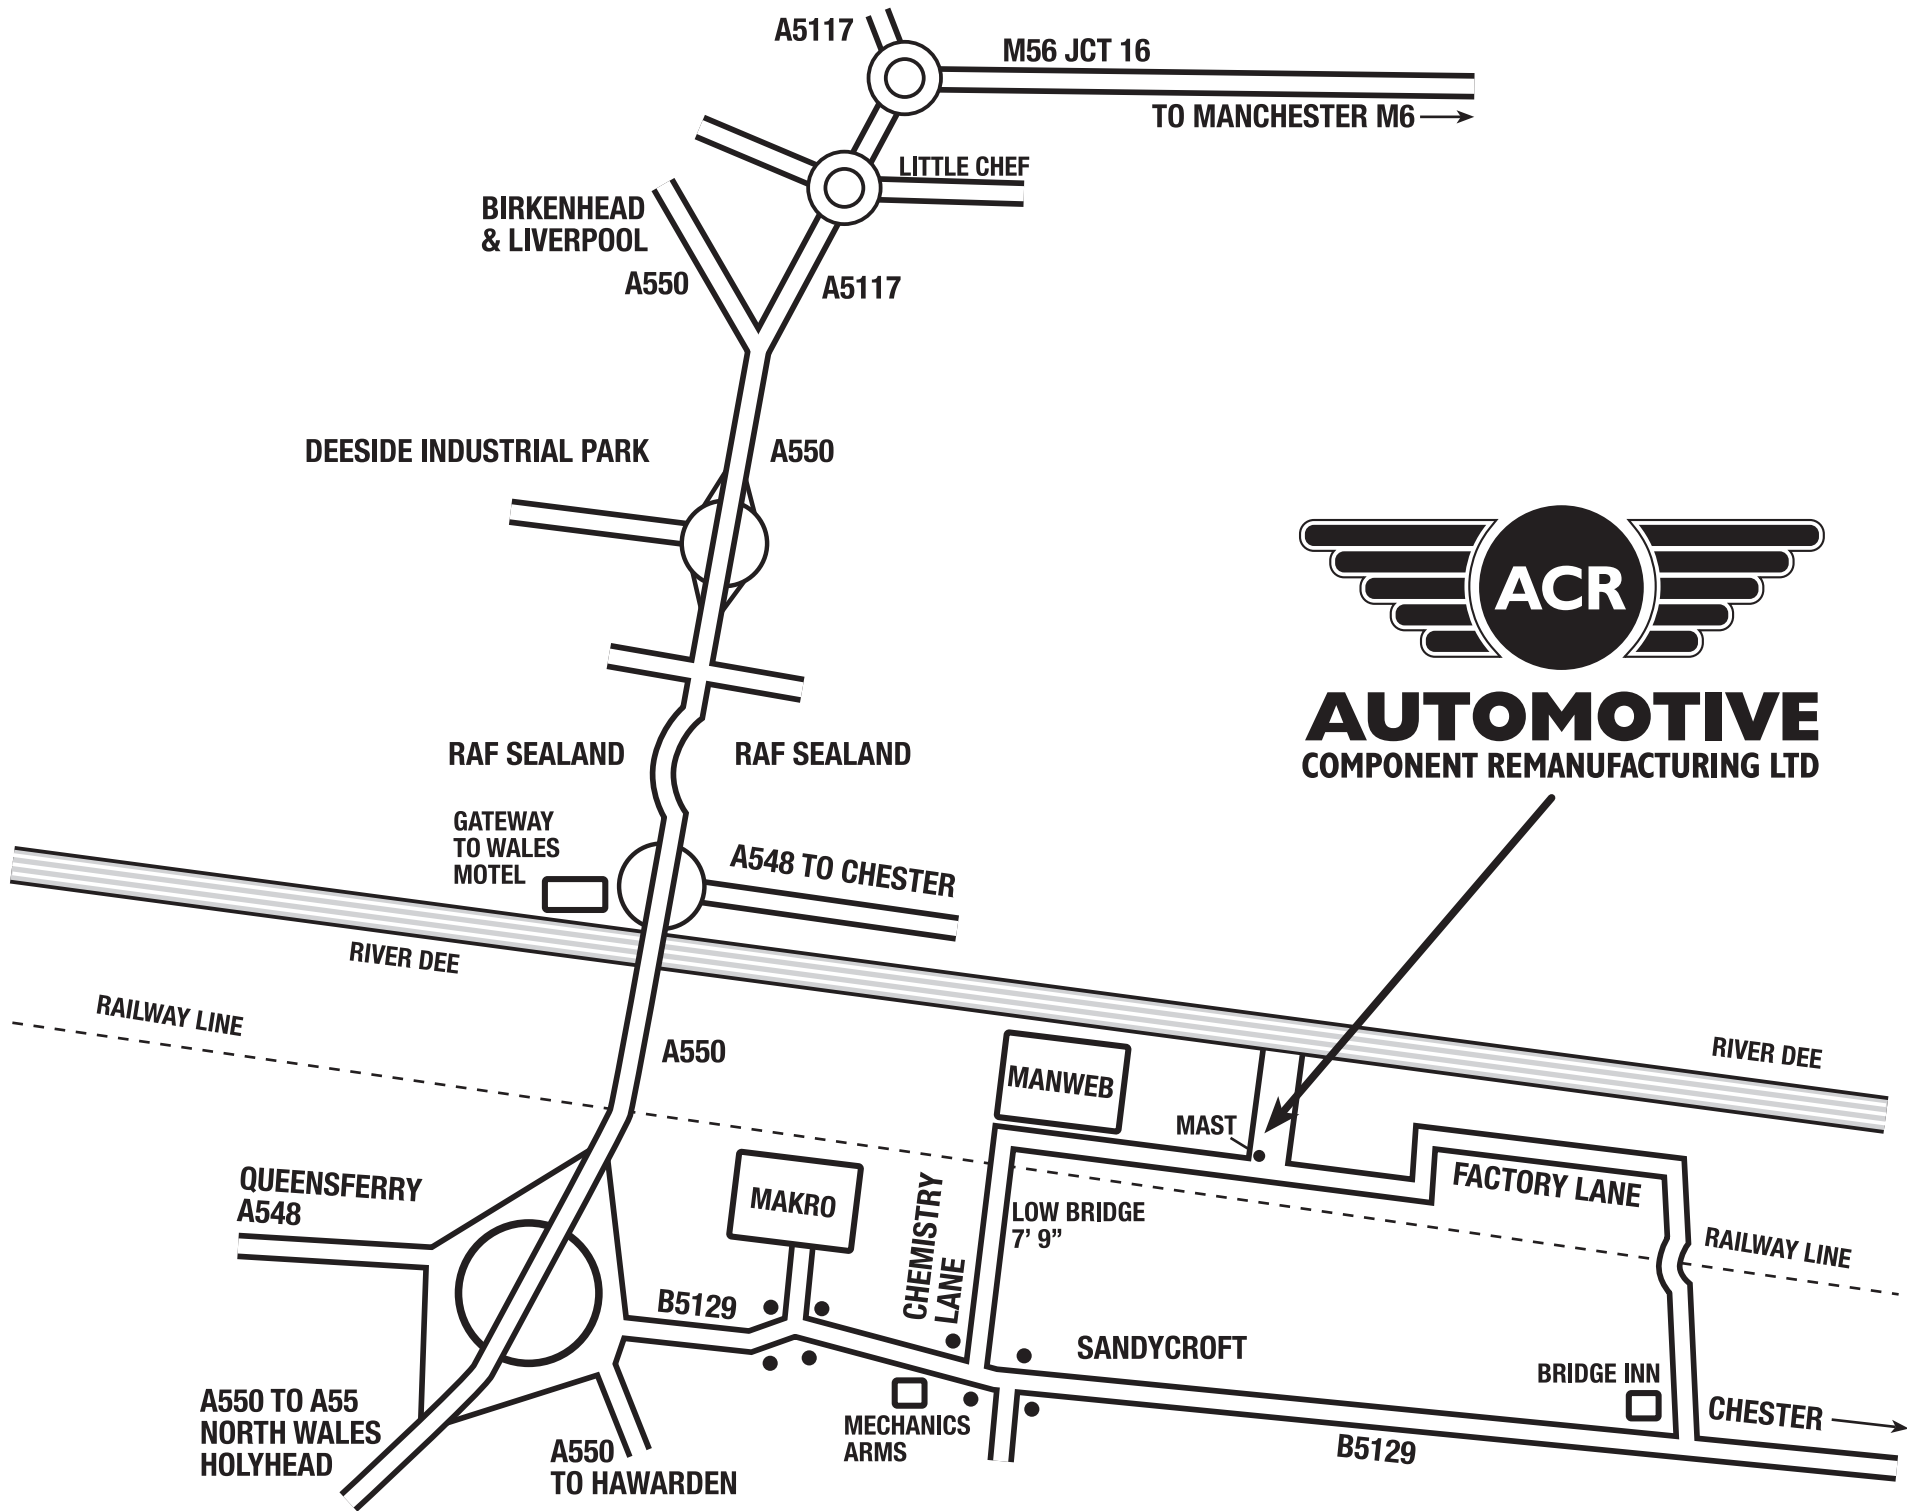 A5117
M56 JCT 16
TO MANCHESTER M6
LITTLE CHEF
BIRKENHEAD
& LIVERPOOL
A550
A5117
DEESIDE INDUSTRIAL PARK
A550
ACR
AUTOMOTIVE
COMPONENT REMANUFACTURING LTD
RAF SEALAND
RAF SEALAND
GATEWAY
TO WALES
MOTEL
A548 TO CHESTER
RIVER DEE
RAILWAY LINE
A550
RIVER DEE
MANWEB
MAST
QUEENSFERRY
A548
MAKRO
CHEMISTRY
LANE
LOW BRIDGE
7' 9”
FACTORY LANE
RAILWAY LINE
B5129
SANDYCROFT
BRIDGE INN
CHESTER
A550 TO A55
NORTH WALES
HOLYHEAD
A550
TO HAWARDEN
MECHANICS
ARMS
B5129